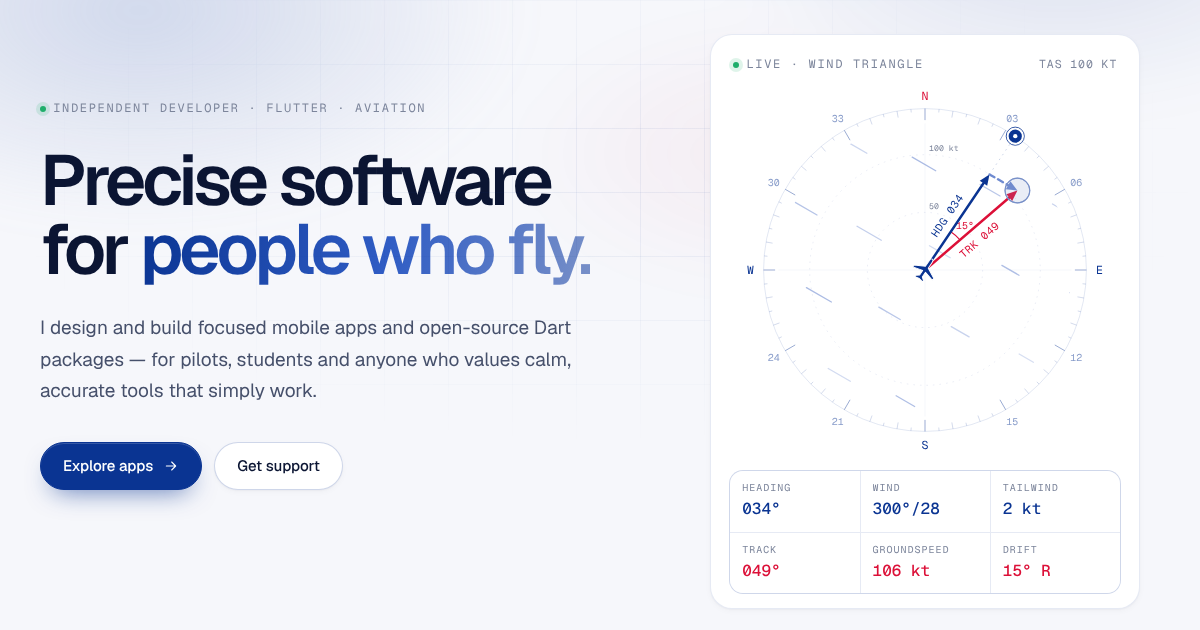 INDEPENDENT DEVELOPER · FLUTTER · AVIATION
Precise software
for people who fly.
I design and build focused mobile apps and open-source Dart
packages — for pilots, students and anyone who values calm,
accurate tools that simply work.
Explore apps →
Get support
LIVE · WIND TRIANGLE
TAS 100 KT
N
33
03
100 kt
30
06
50
HDG 034
15°
TRK 049
W
E
24
12
21
15
S
HEADING
034°
WIND
300°/28
TAILWIND
2 kt
TRACK
049°
GROUNDSPEED
106 kt
DRIFT
15° R